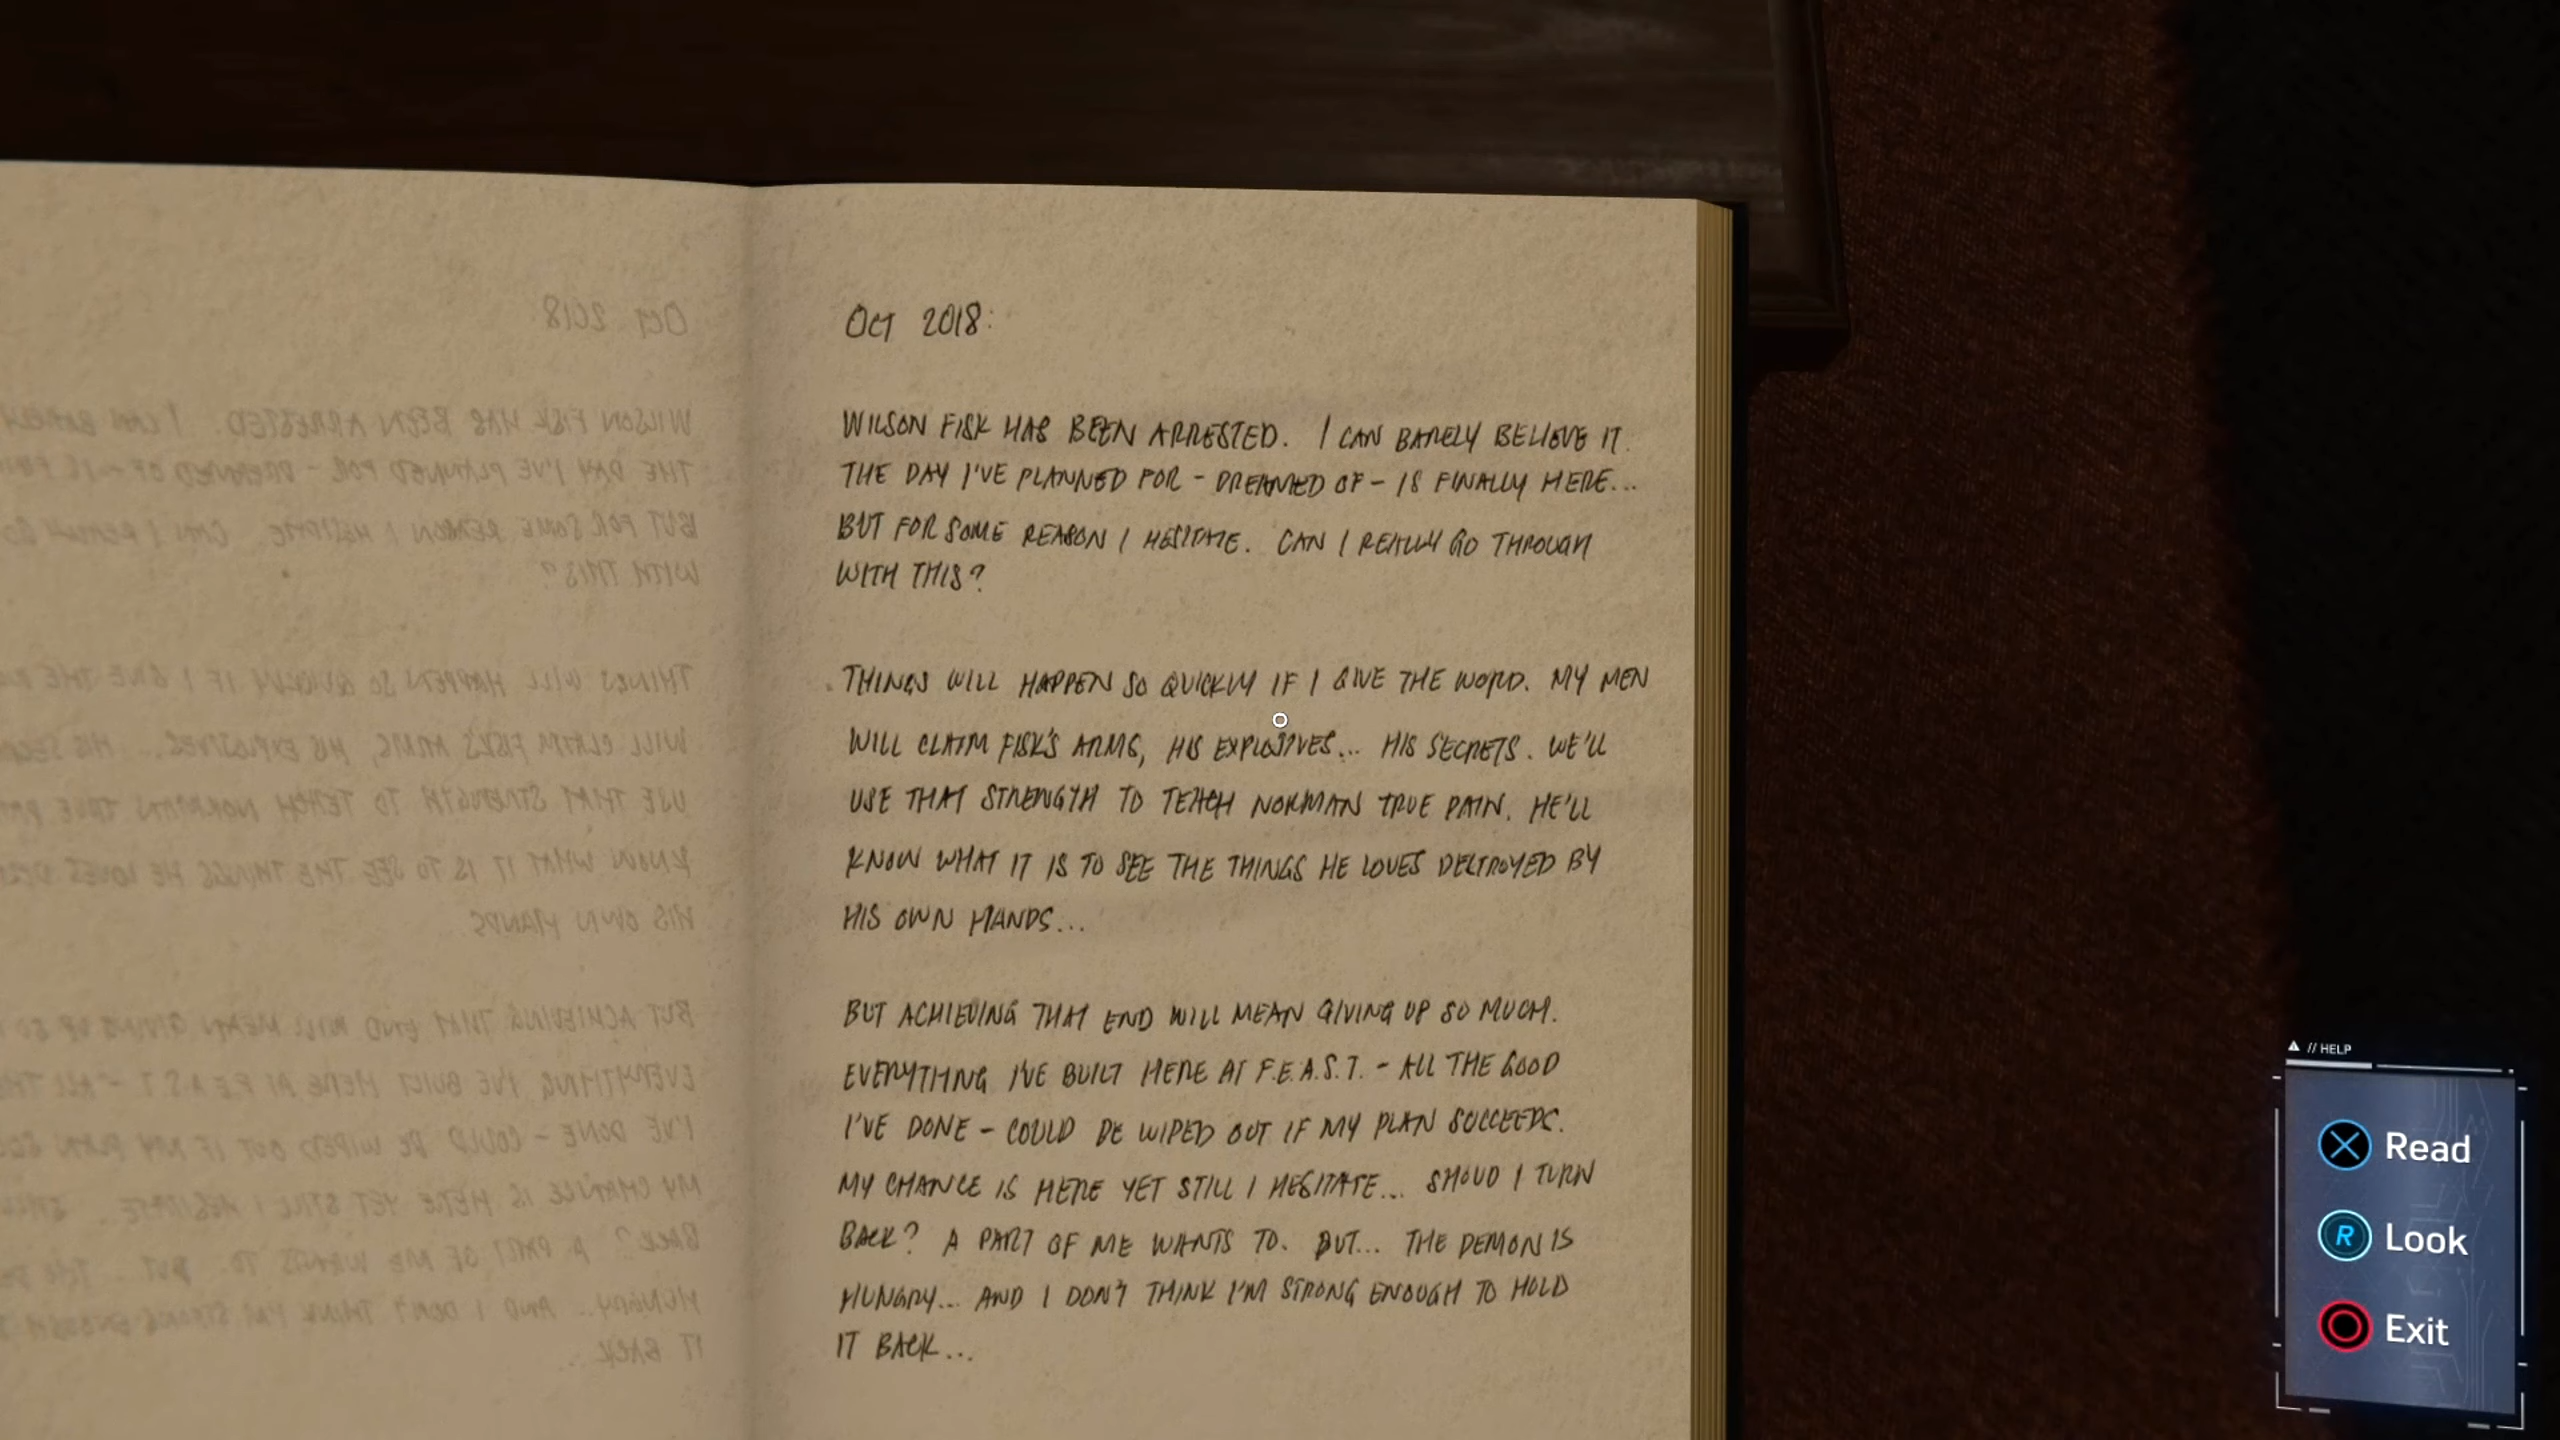 Oct 2018:
WILSON FISK HAS BEEN ARRESTED. I CAN BARELY BELIEVE IT.
THE DAY I'VE PLANNED FOR - DREAMED OF - IS FINALLY HERE...
BUT FOR SOME REASON I HESITATE. CAN I REALLY GO THROUGH
WITH THIS?
THINGS WILL HAPPEN SO QUICKLY IF I GIVE THE WORD. MY MEN
WILL CLAIM FISK'S ARMS, HIS EXPLOSIVES... HIS SECRETS. WE'LL
USE THAT STRENGTH TO TEACH NORMAN TRUE PAIN. HE'LL
KNOW WHAT IT IS TO SEE THE THINGS HE LOVES DESTROYED BY
HIS OWN HANDS...
BUT ACHIEVING THAT END WILL MEAN GIVING UP SO MUCH.
EVERYTHING I'VE BUILT HERE AT F.E.A.S.T. - ALL THE GOOD
I'VE DONE - COULD BE WIPED OUT IF MY PLAN SUCCEEDS.
MY CHANCE IS HERE YET STILL I HESITATE... SHOUD I TURN
BACK? A PART OF ME WANTS TO. BUT... THE DEMON IS
HUNGRY... AND I DON'T THINK I'M STRONG ENOUGH TO HOLD
IT BACK...
// HELP
Read
R Look
Exit